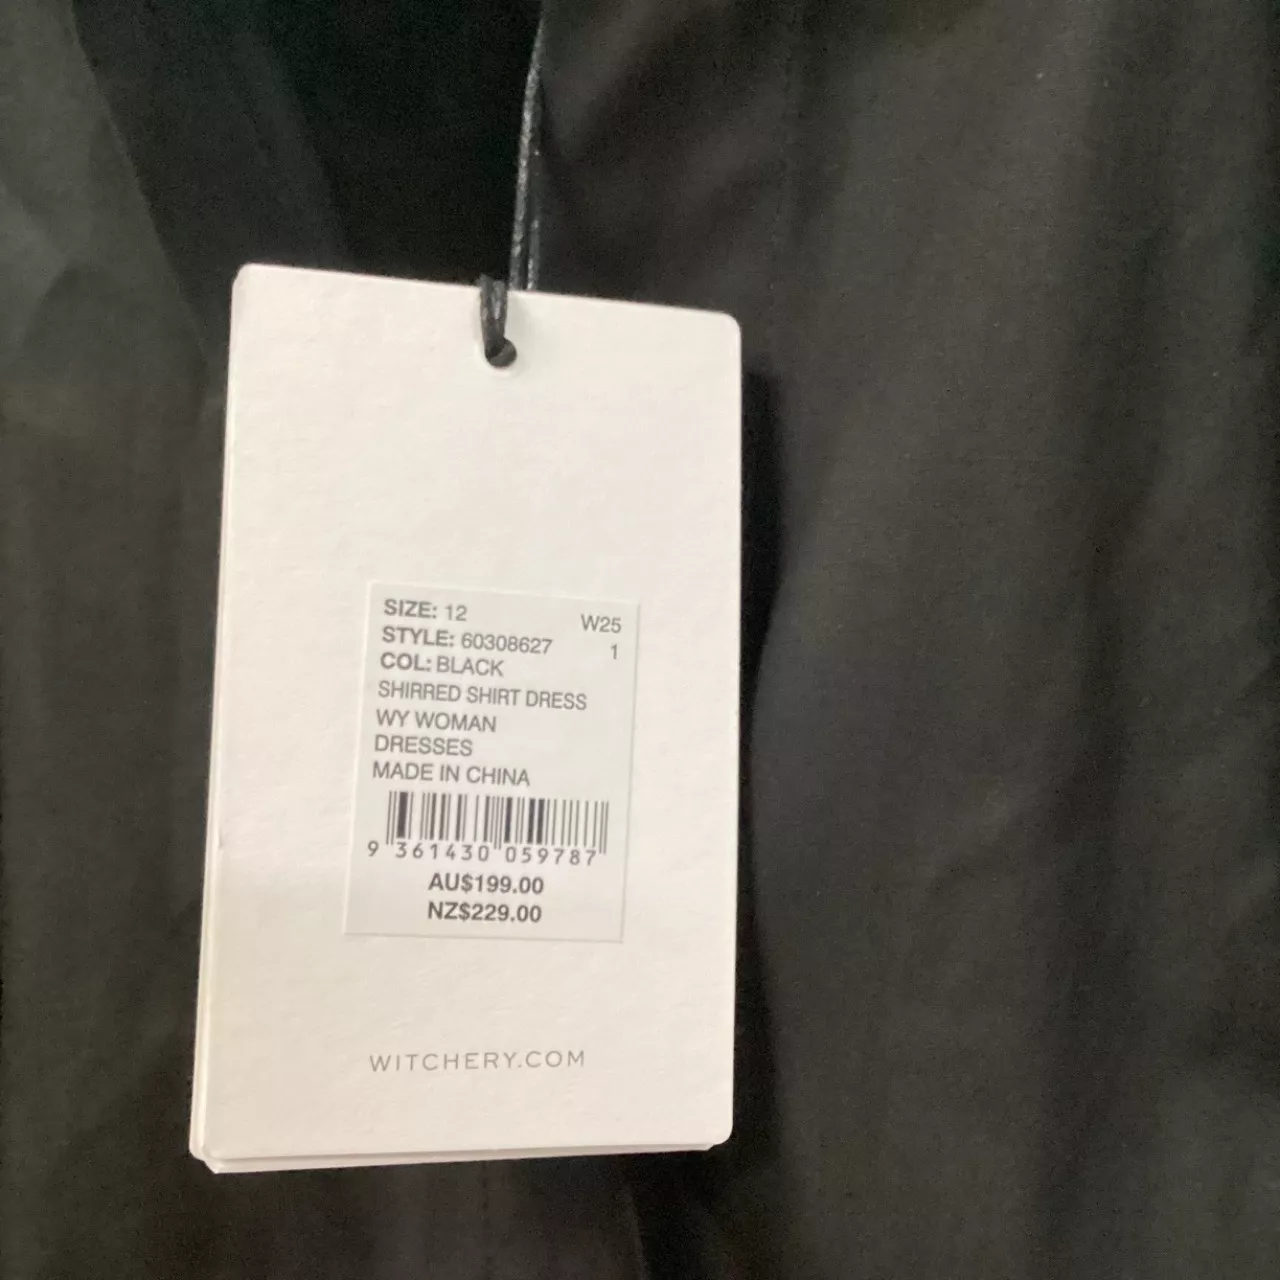 SIZE: 12
W25
STYLE: 60308627
1
COL: BLACK
SHIRRED SHIRT DRESS
WY WOMAN
DRESSES
MADE IN CHINA
9 361430 059787
AU$199.00
NZ$229.00
WITCHERY.COM